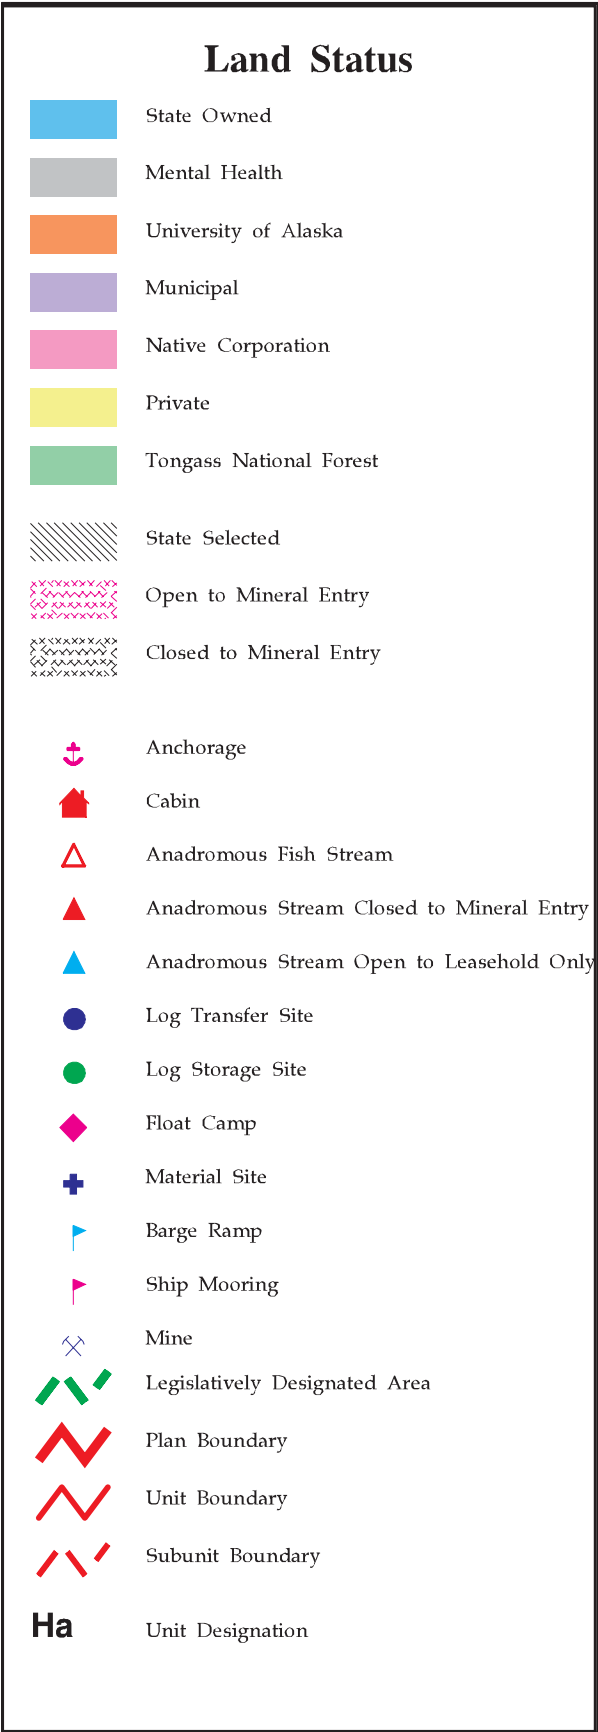 Land Status
State Owned
Mental Health
University of Alaska
Municipal
Native Corporation
Private
Tongass National Forest
State Selected
Open to Mineral Entry
Closed to Mineral Entry
Anchorage
Cabin
Anadromous Fish Stream
Anadromous Stream Closed to Mineral Entry
Anadromous Stream Open to Leasehold Only
Log Transfer Site
Log Storage Site
Float Camp
Material Site
Barge Ramp
Ship Mooring
Mine
Legislatively Designated Area
Plan Boundary
Unit Boundary
Subunit Boundary
Ha Unit Designation